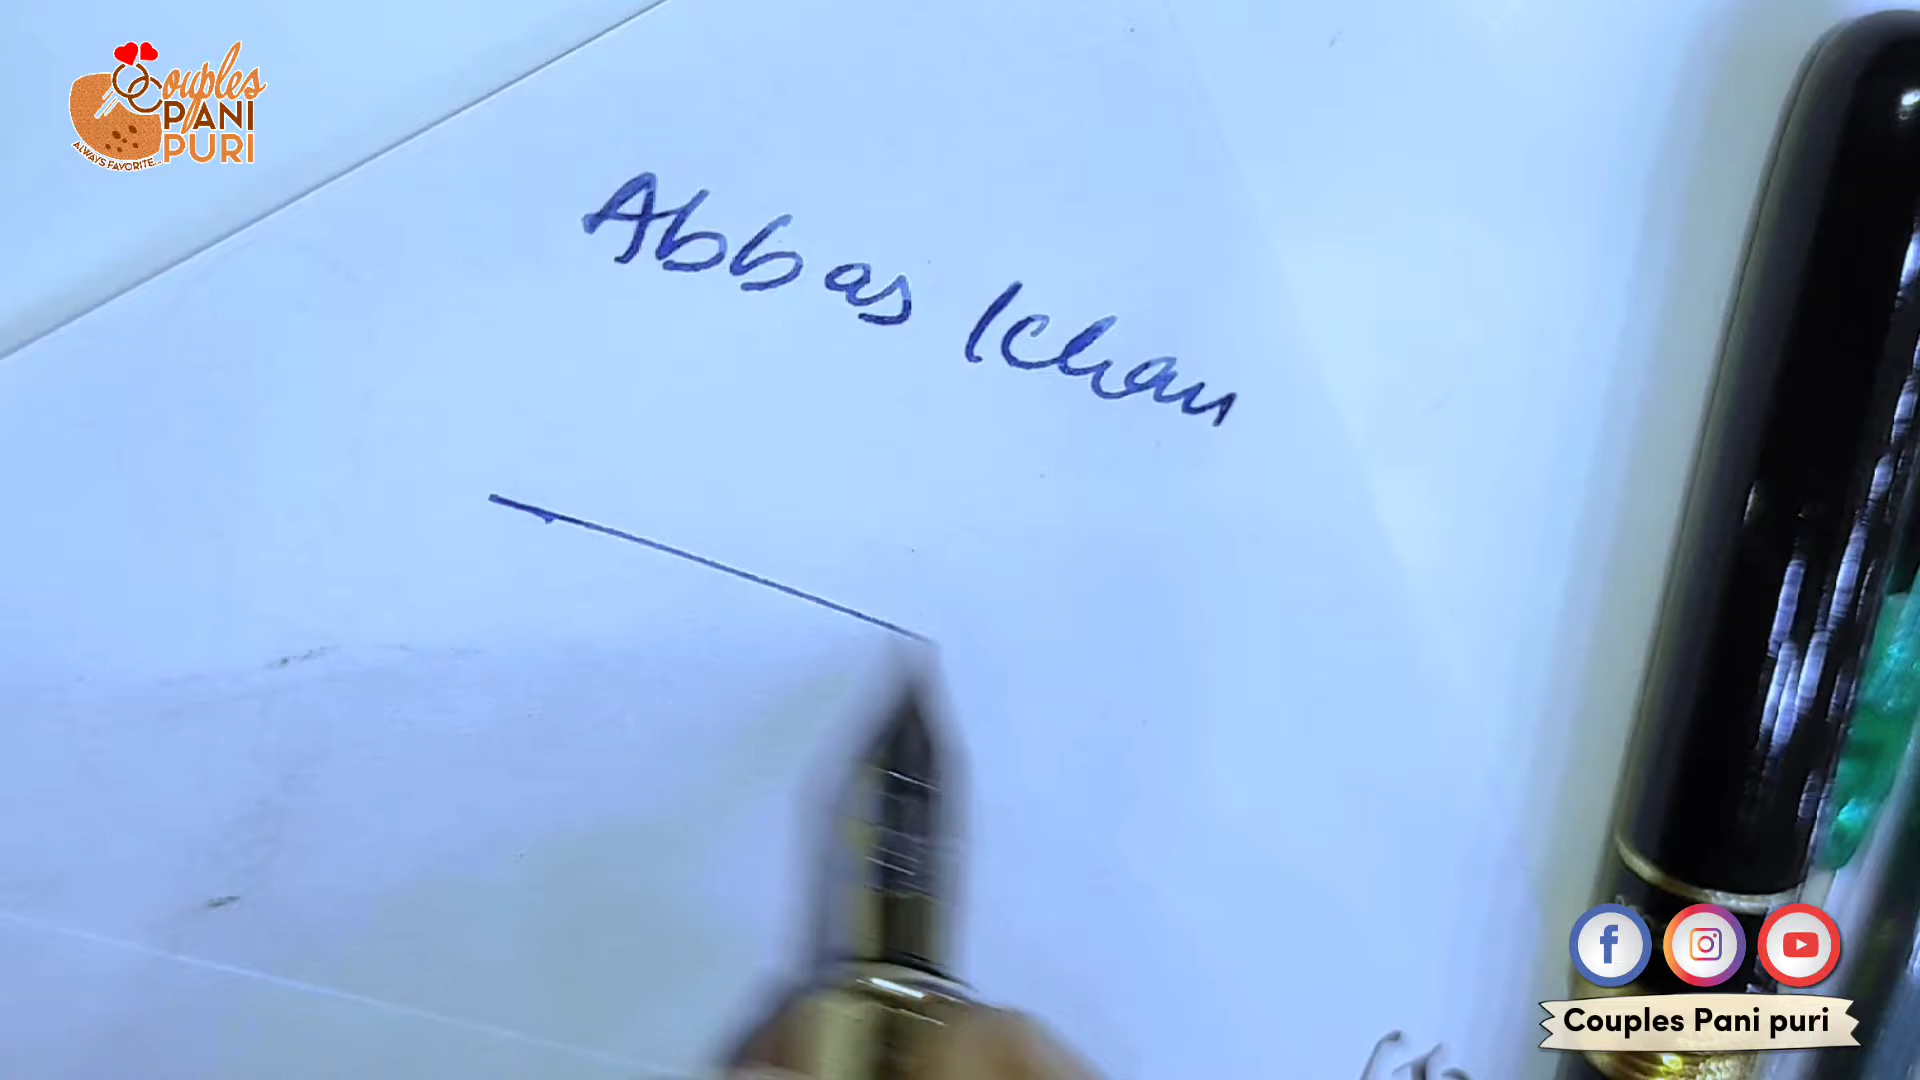 Couples
PANI
PURI
ALWAYS FAVORITE...
Abbas Khan
Couples Pani puri